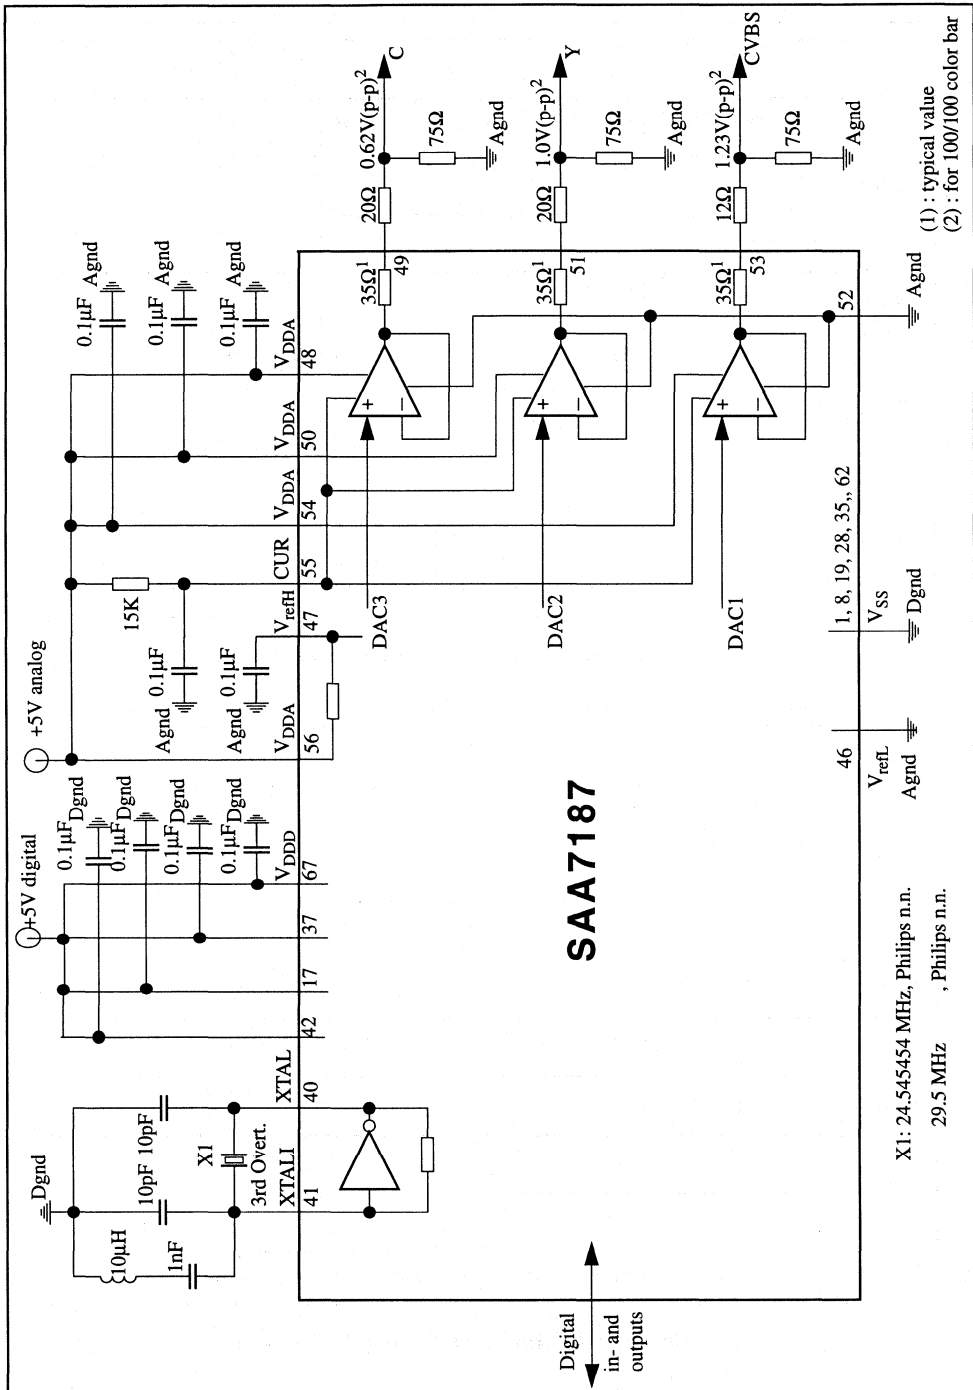 Dgnd
10µH
1nF
10pF
10pF
X1
3rd Overt.
XTALI
41
XTAL
40
+5V digital
0.1µF
Dgnd
0.1µF
Dgnd
0.1µF
Dgnd
0.1µF
Dgnd
42
17
37
VDDD
67
+5V analog
15K
0.1µF
Agnd
0.1µF
Agnd
0.1µF
Agnd
0.1µF
Agnd
0.1µF
Agnd
VDDA
56
VrefH
47
CUR
55
VDDA
54
VDDA
50
VDDA
48
DAC3
+
−
35Ω1
49
20Ω
0.62V(p-p)2
C
75Ω
Agnd
DAC2
+
−
35Ω1
51
20Ω
1.0V(p-p)2
Y
75Ω
Agnd
DAC1
+
−
35Ω1
53
12Ω
1.23V(p-p)2
CVBS
75Ω
Agnd
SAA7187
Digital
in- and
outputs
46
VrefL
Agnd
1, 8, 19, 28, 35,, 62
VSS
Dgnd
52
Agnd
X1: 24.545454 MHz, Philips n.n.
29.5 MHz , Philips n.n.
(1) : typical value
(2) : for 100/100 color bar